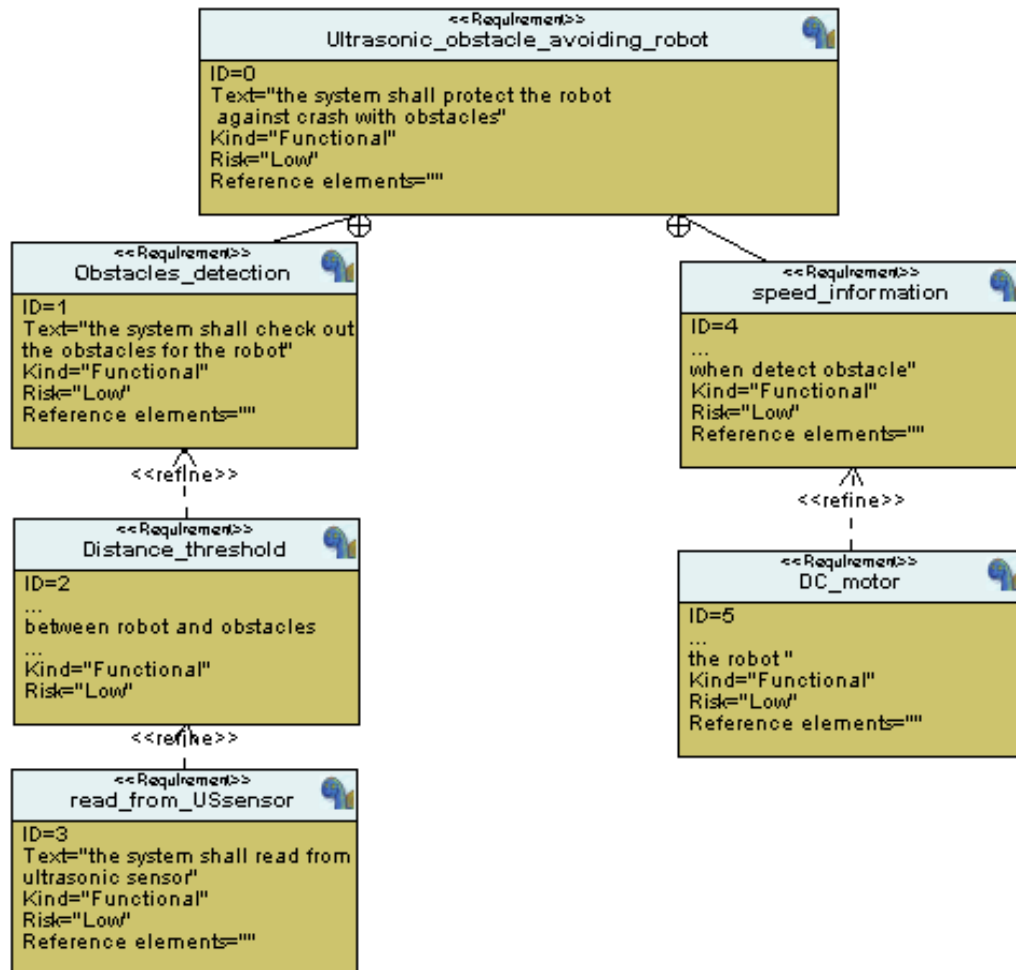 <<Requirement>>
Ultrasonic_obstacle_avoiding_robot
ID=0
Text="the system shall protect the robot
against crash with obstacles"
Kind="Functional"
Risk="Low"
Reference elements=""
<<Requirement>>
Obstacles_detection
ID=1
Text="the system shall check out
the obstacles for the robot"
Kind="Functional"
Risk="Low"
Reference elements=""
<<refine>>
<<Requirement>>
Distance_threshold
ID=2
...
between robot and obstacles
...
Kind="Functional"
Risk="Low"
<<refine>>
<<Requirement>>
read_from_USsensor
ID=3
Text="the system shall read from
ultrasonic sensor"
Kind="Functional"
Risk="Low"
Reference elements=""
<<Requirement>>
speed_information
ID=4
...
when detect obstacle"
Kind="Functional"
Risk="Low"
Reference elements=""
<<refine>>
<<Requirement>>
DC_motor
ID=5
...
the robot "
Kind="Functional"
Risk="Low"
Reference elements=""